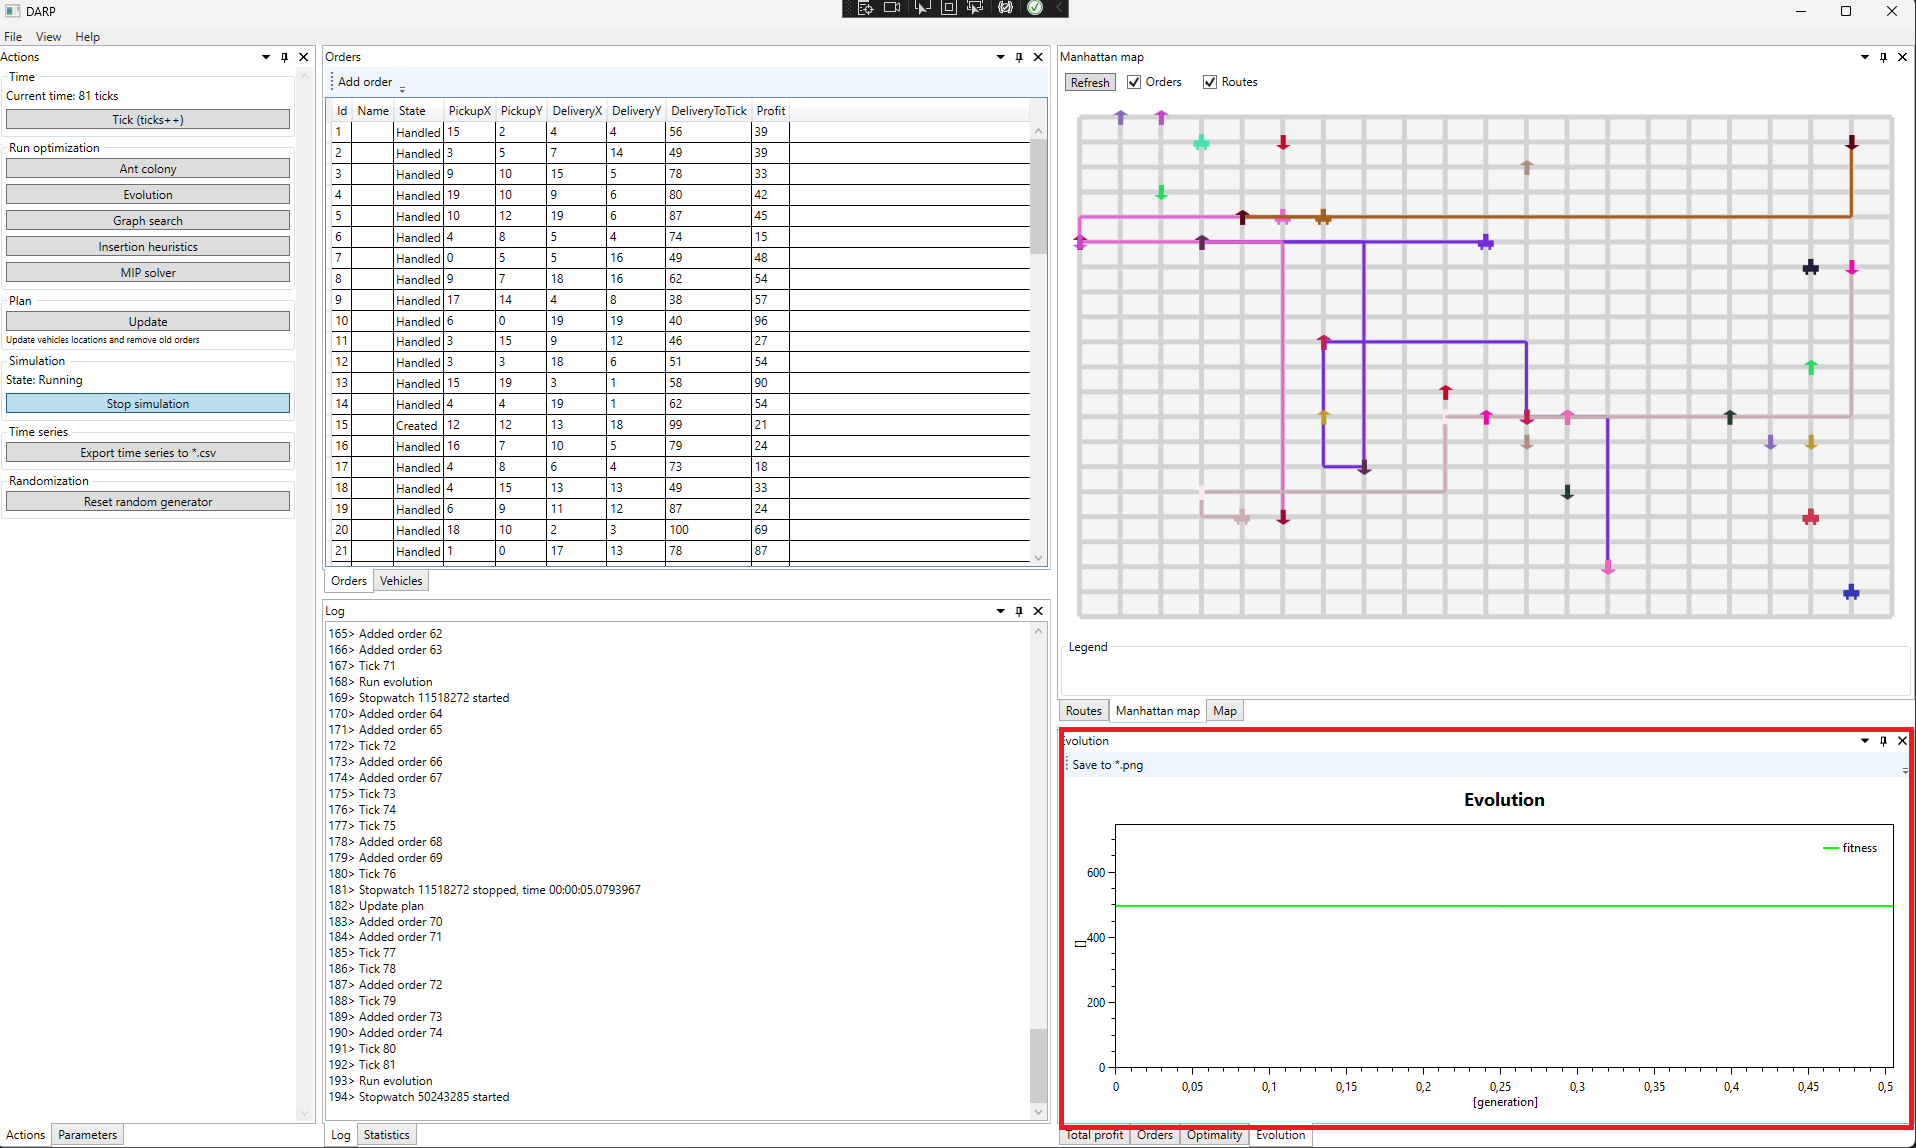 DARP
File View Help
Actions
Time
Current time: 81 ticks
Tick (ticks++)
Run optimization
Ant colony
Evolution
Graph search
Insertion heuristics
MIP solver
Plan
Update
Update vehicles locations and remove old orders
Simulation
State: Running
Stop simulation
Time series
Export time series to *.csv
Randomization
Reset random generator
Actions Parameters
Orders
Add order
Id Name State PickupX PickupY DeliveryX DeliveryY DeliveryToTick Profit
1 Handled 15 2 4 4 56 39
2 Handled 3 5 7 14 49 39
3 Handled 9 10 15 5 78 33
4 Handled 19 10 9 6 80 42
5 Handled 10 12 19 6 87 45
6 Handled 4 8 5 4 74 15
7 Handled 0 5 5 16 49 48
8 Handled 9 7 18 16 62 54
9 Handled 17 14 4 8 38 57
10 Handled 6 0 19 19 40 96
11 Handled 3 15 9 12 46 27
12 Handled 3 3 18 6 51 54
13 Handled 15 19 3 1 58 90
14 Handled 4 4 19 1 62 54
15 Created 12 12 13 18 99 21
16 Handled 16 7 10 5 79 24
17 Handled 4 8 6 4 73 18
18 Handled 4 15 13 13 49 33
19 Handled 6 9 11 12 87 24
20 Handled 18 10 2 3 100 69
21 Handled 1 0 17 13 78 87
Orders Vehicles
Log
165> Added order 62
166> Added order 63
167> Tick 71
168> Run evolution
169> Stopwatch 11518272 started
170> Added order 64
171> Added order 65
172> Tick 72
173> Added order 66
174> Added order 67
175> Tick 73
176> Tick 74
177> Tick 75
178> Added order 68
179> Added order 69
180> Tick 76
181> Stopwatch 11518272 stopped, time 00:00:05.0793967
182> Update plan
183> Added order 70
184> Added order 71
185> Tick 77
186> Tick 78
187> Added order 72
188> Tick 79
189> Added order 73
190> Added order 74
191> Tick 80
192> Tick 81
193> Run evolution
194> Stopwatch 50243285 started
Log Statistics
Manhattan map
Refresh Orders Routes
Legend
Routes Manhattan map Map
Evolution
Save to *.png
Evolution
fitness
600
[]
400
200
0
0 0,05 0,1 0,15 0,2 0,25 0,3 0,35 0,4 0,45 0,5
[generation]
Total profit Orders Optimality Evolution